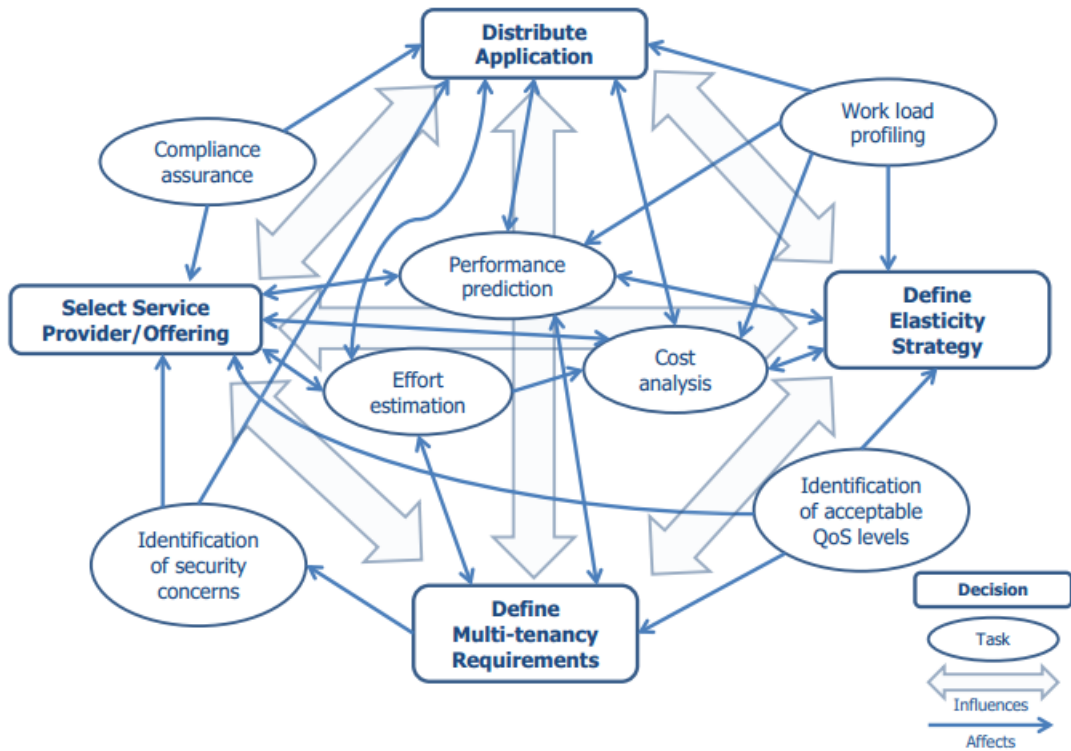 Distribute
Application
Compliance
assurance
Work load
profiling
Performance
prediction
Select Service
Provider/Offering
Define
Elasticity
Strategy
Effort
estimation
Cost
analysis
Identification
of security
concerns
Identification
of acceptable
QoS levels
Define
Multi-tenancy
Requirements
Decision
Task
Influences
Affects